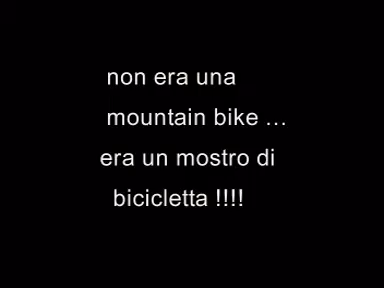 non era una
mountain bike ...
era un mostro di
bicicletta !!!!